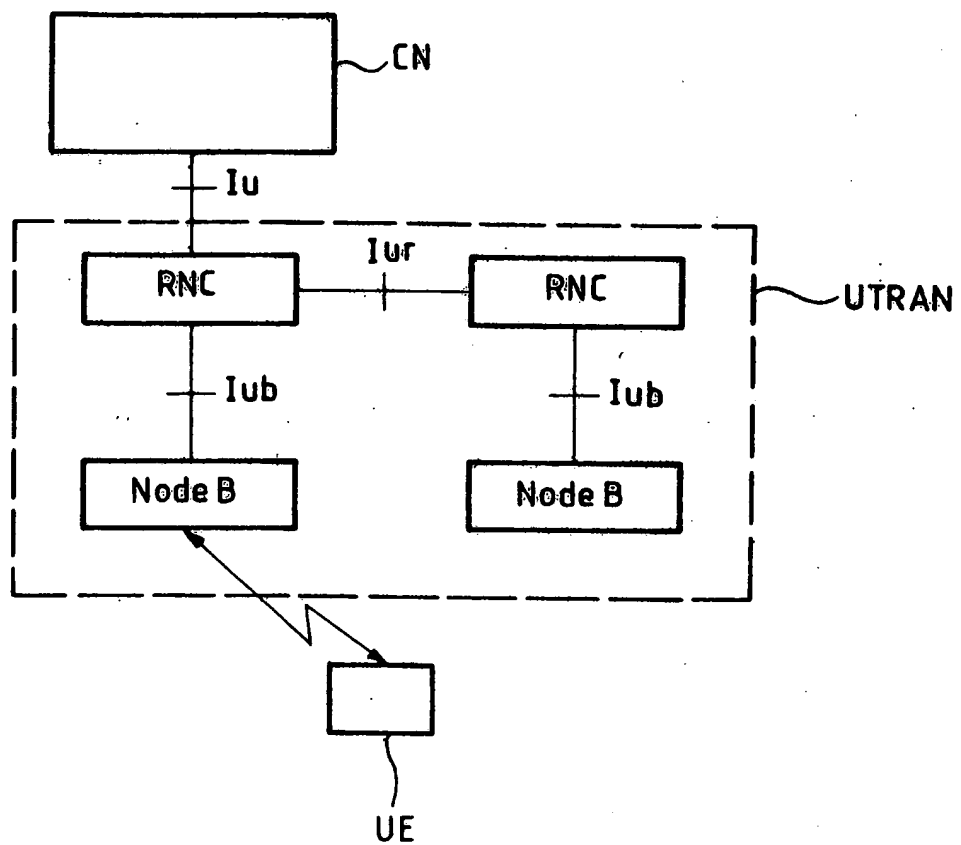 CN
Iu
Iur
RNC
RNC
UTRAN
Iub
Iub
Node B
Node B
UE